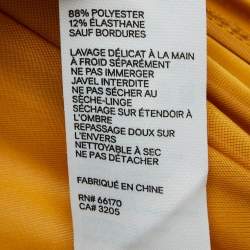 88% POLYESTER
12% ÉLASTHANE
SAUF BORDURES
LAVAGE DÉLICAT À LA MAIN
À FROID SÉPARÉMENT
NE PAS IMMERGER
JAVEL INTERDITE
NE PAS SÉCHER AU
SÈCHE-LINGE
SÉCHAGE SUR ÉTENDOIR À
L'OMBRE
REPASSAGE DOUX SUR
L'ENVERS
NETTOYABLE À SEC
NE PAS DÉTACHER
FABRIQUÉ EN CHINE
RN# 66170
CA# 3205